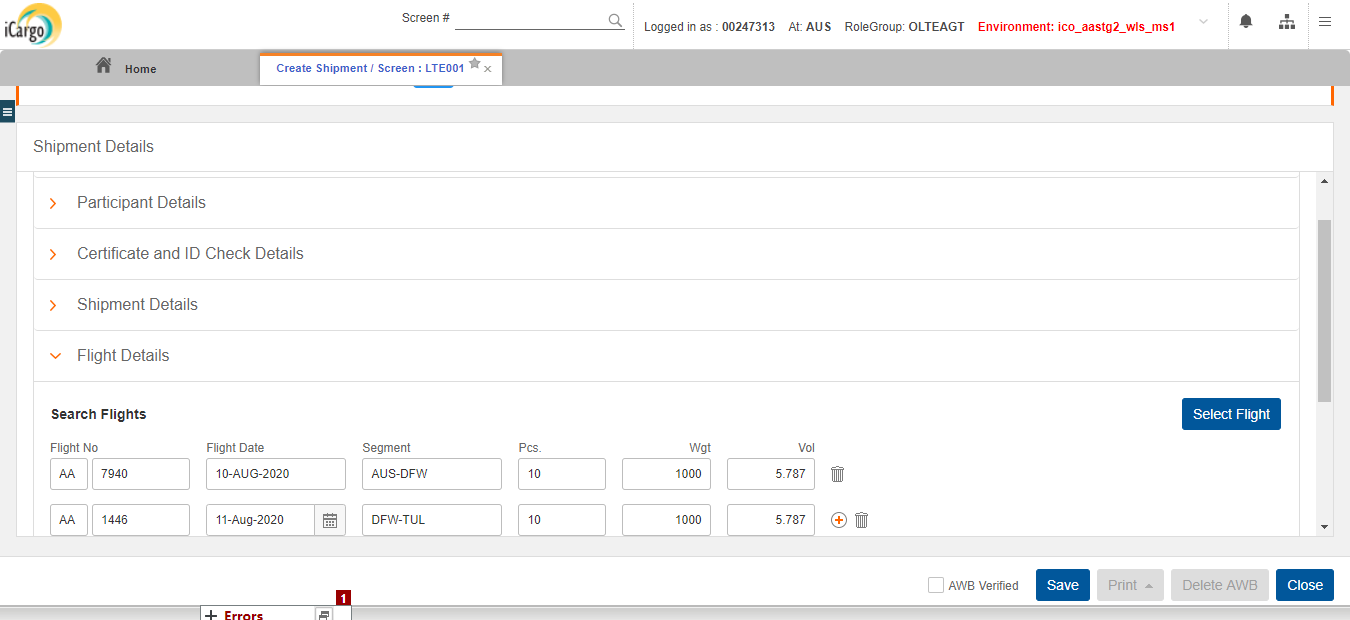 iCargo
Screen #
Logged in as : 00247313 At: AUS RoleGroup: OLTEAGT Environment: ico_aastg2_wls_ms1
Home
Create Shipment / Screen : LTE001
Shipment Details
Participant Details
Certificate and ID Check Details
Shipment Details
Flight Details
Search Flights
Select Flight
Flight No Flight Date Segment Pcs. Wgt Vol
AA 7940 10-AUG-2020 AUS-DFW 10 1000 5.787
AA 1446 11-Aug-2020 DFW-TUL 10 1000 5.787
AWB Verified Save Print Delete AWB Close
1
Errors